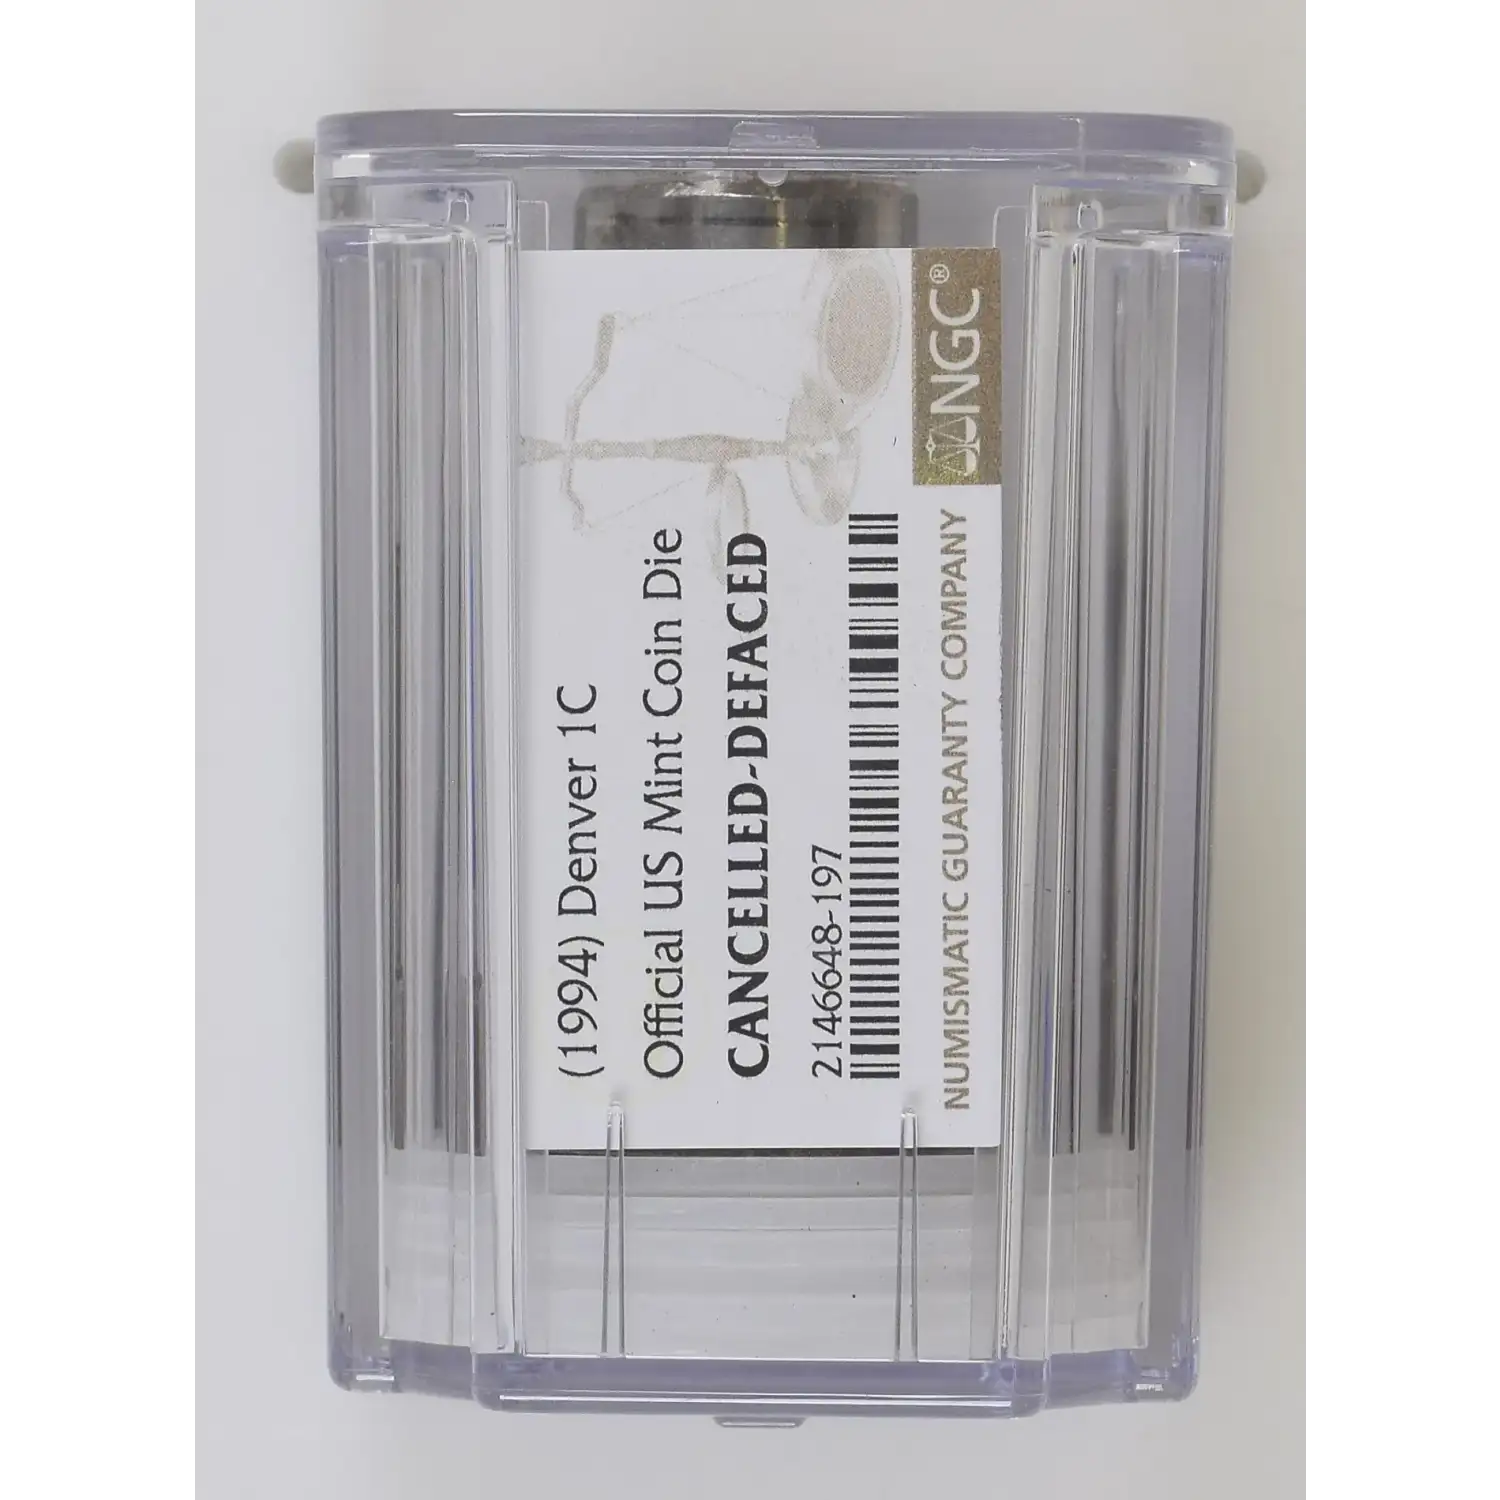 (1994) Denver 1C
Official US Mint Coin Die
CANCELLED-DEFACED
2146648-197
NUMISMATIC GUARANTY COMPANY
NGC®